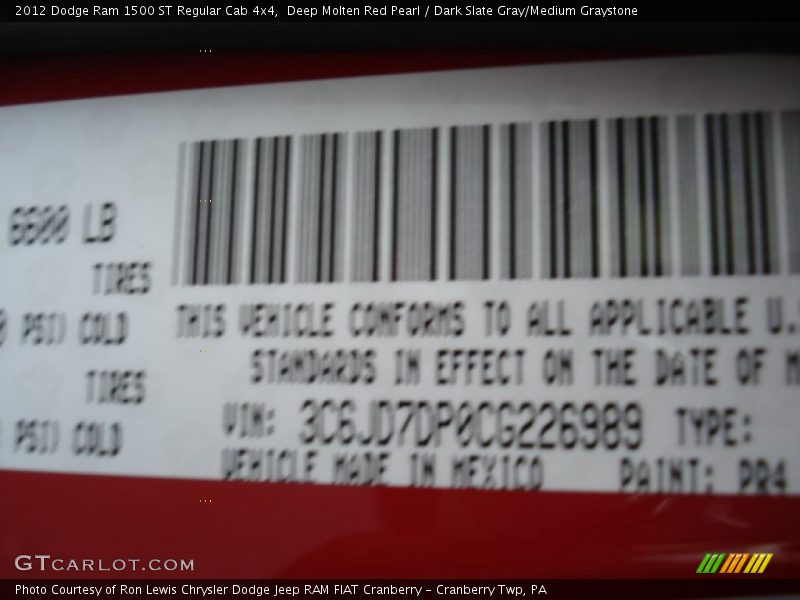 2012 Dodge Ram 1500 ST Regular Cab 4x4,  Deep Molten Red Pearl / Dark Slate Gray/Medium Graystone
6600 LB
TIRES
PSI) COLD
THIS VEHICLE CONFORMS TO ALL APPLICABLE U.
STANDARDS IN EFFECT ON THE DATE OF M
TIRES
VIN: 3C6JD7DP0CG226989 TYPE:
PSI) COLD
VEHICLE MADE IN MEXICO PAINT: PR4
GTCARLOT.COM
Photo Courtesy of Ron Lewis Chrysler Dodge Jeep RAM FIAT Cranberry - Cranberry Twp, PA